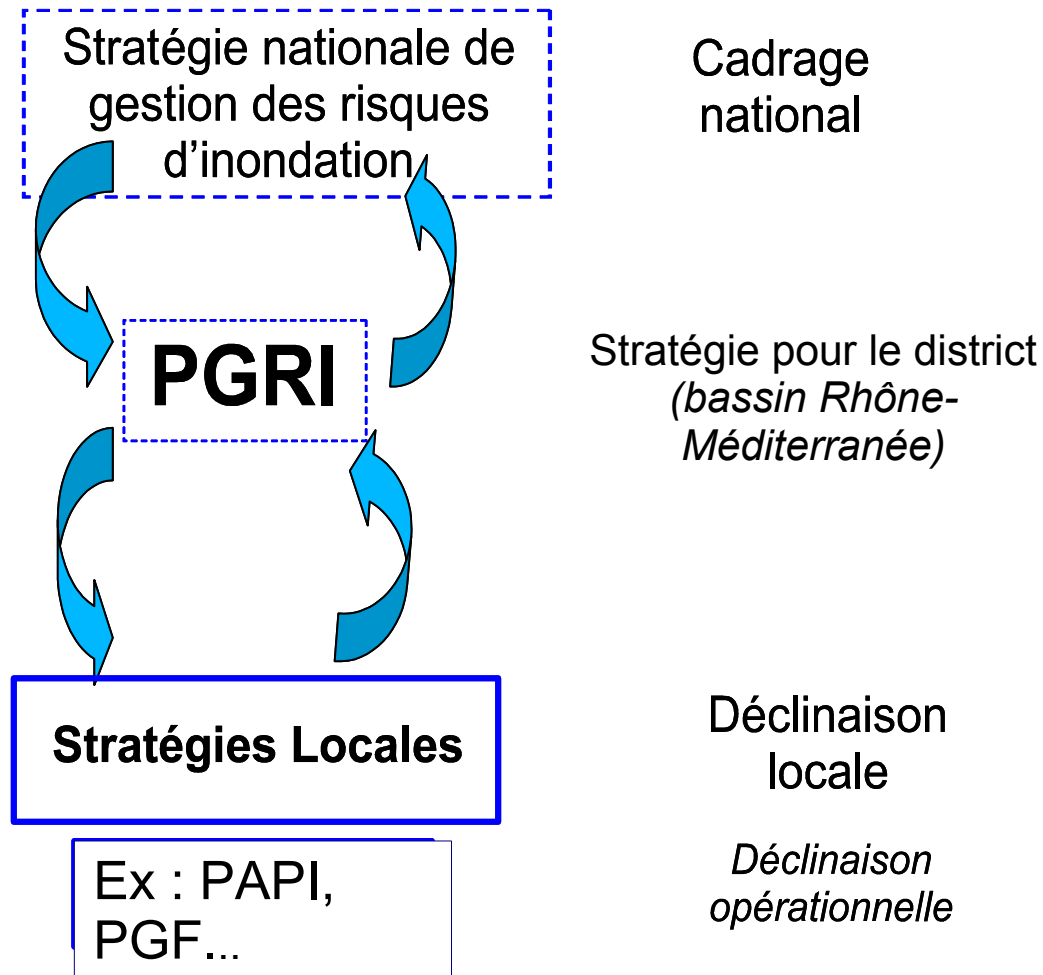 Stratégie nationale de
gestion des risques
d'inondation
Cadrage
national
PGRI
Stratégie pour le district
(bassin Rhône-
Méditerranée)
Stratégies Locales
Déclinaison
locale
Ex : PAPI,
PGF...
Déclinaison
opérationnelle